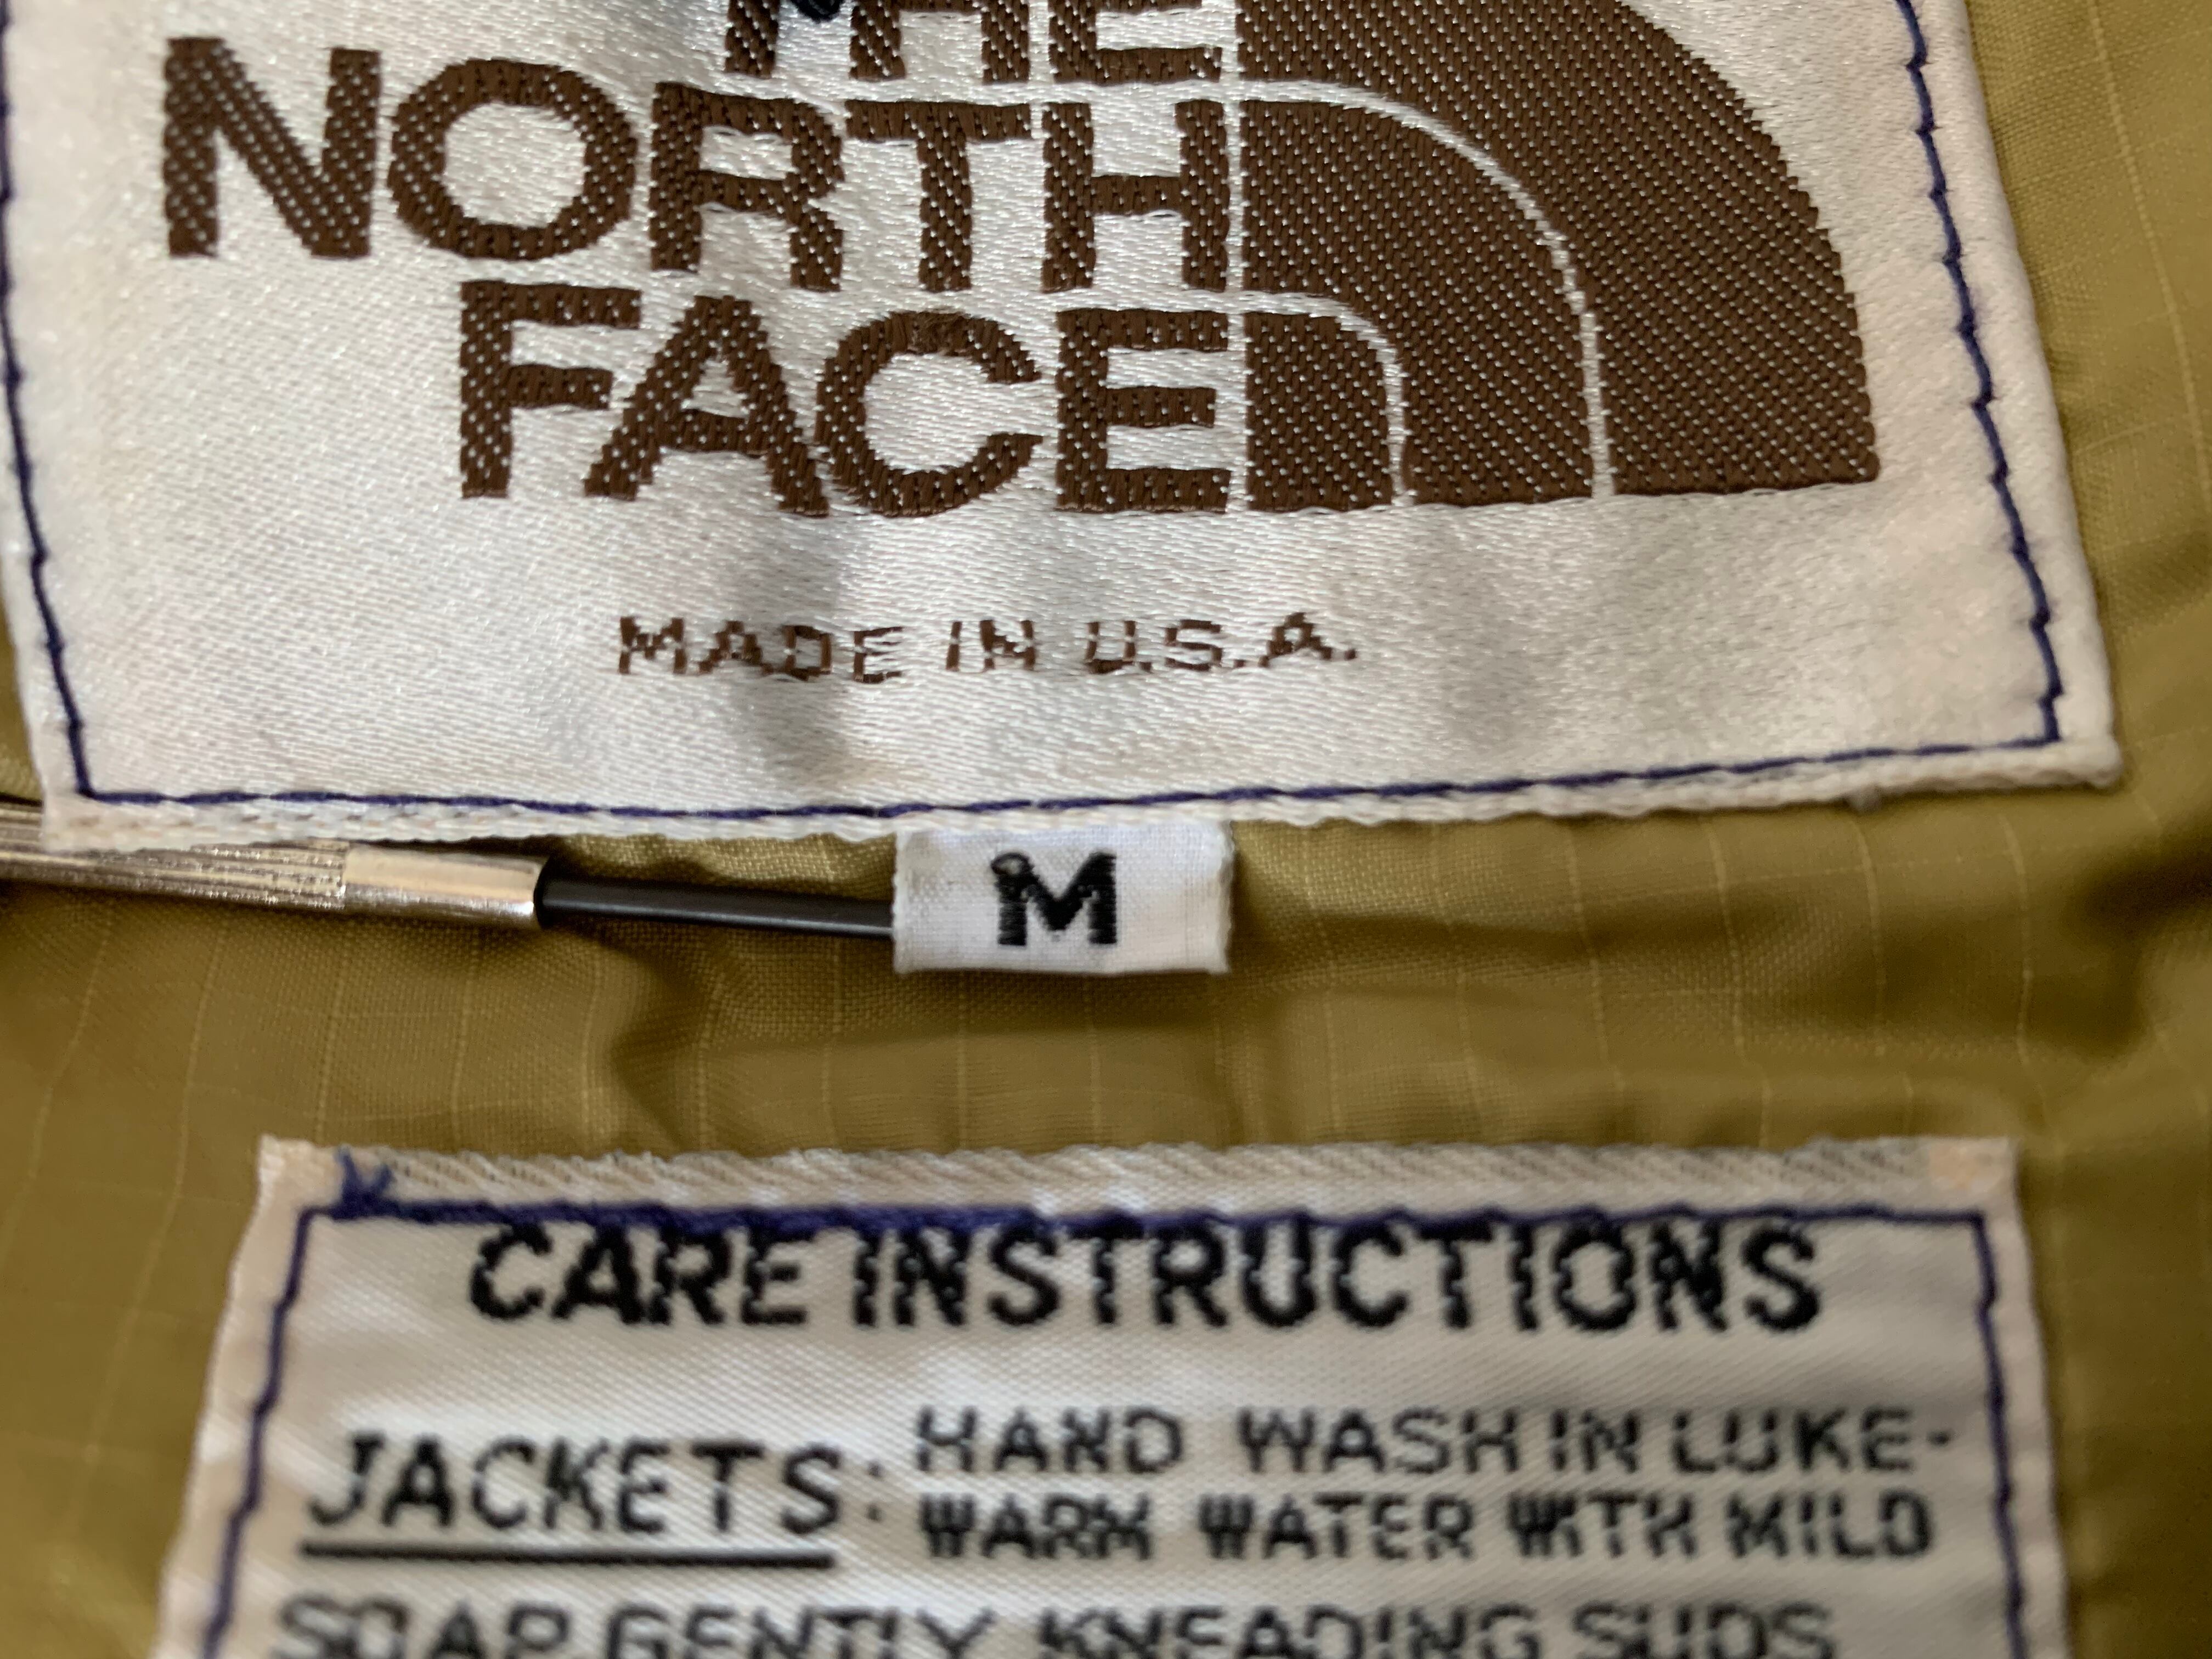 THE
NORTH
FACE
MADE IN U.S.A.
M
CARE INSTRUCTIONS
JACKETS: HAND WASH IN LUKE-
WARM WATER WITH MILD
SOAP, GENTLY KNEADING SUDS